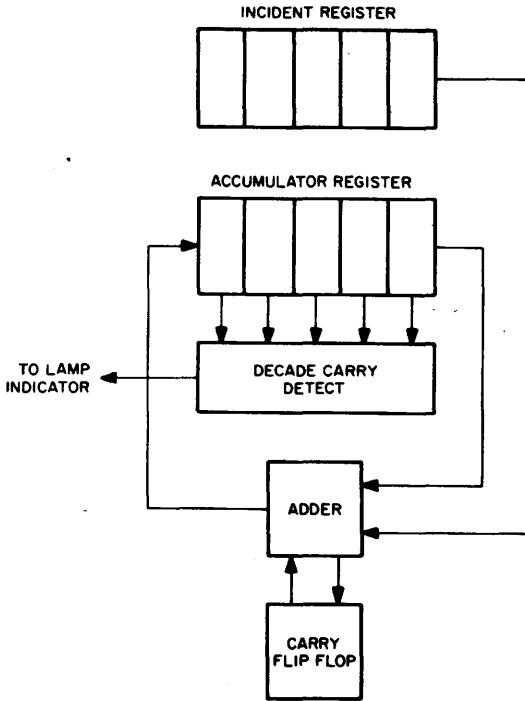 INCIDENT REGISTER
ACCUMULATOR REGISTER
TO LAMP
INDICATOR
DECADE CARRY
DETECT
ADDER
CARRY
FLIP FLOP